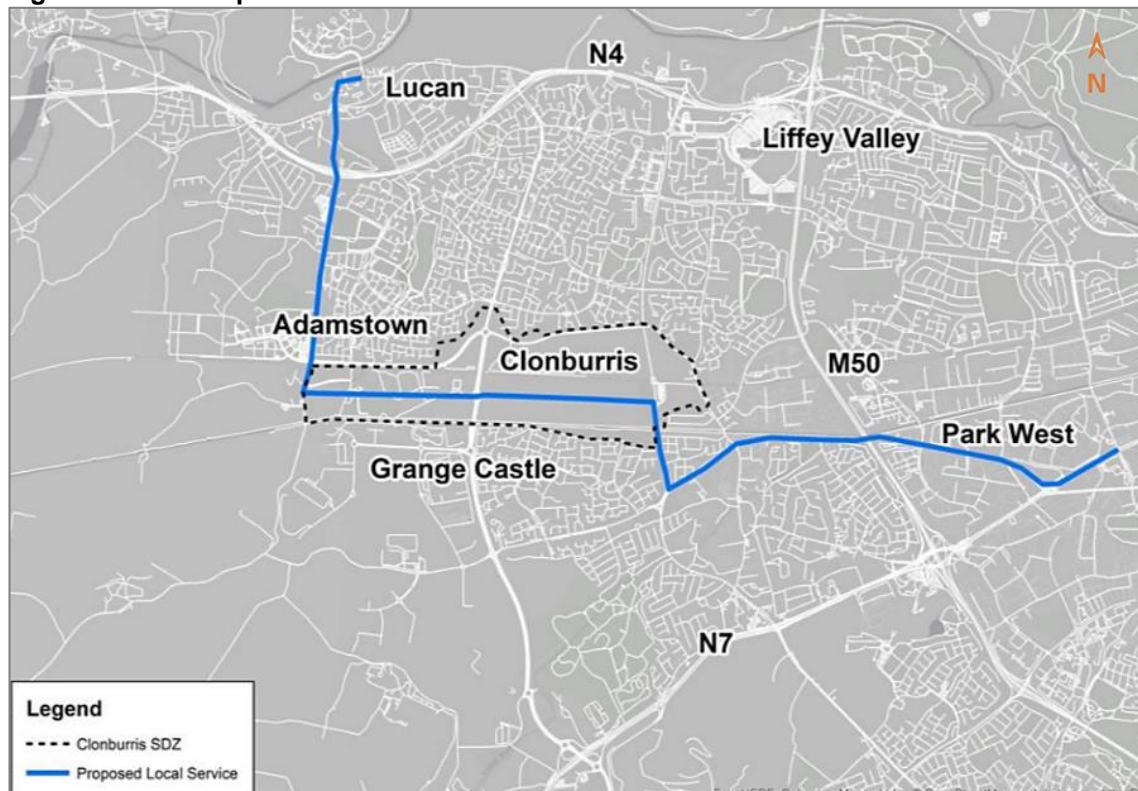 N4
N
Lucan
Liffey Valley
Adamstown
Clonburris
M50
Park West
Grange Castle
N7
Legend
Clonburris SDZ
Proposed Local Service